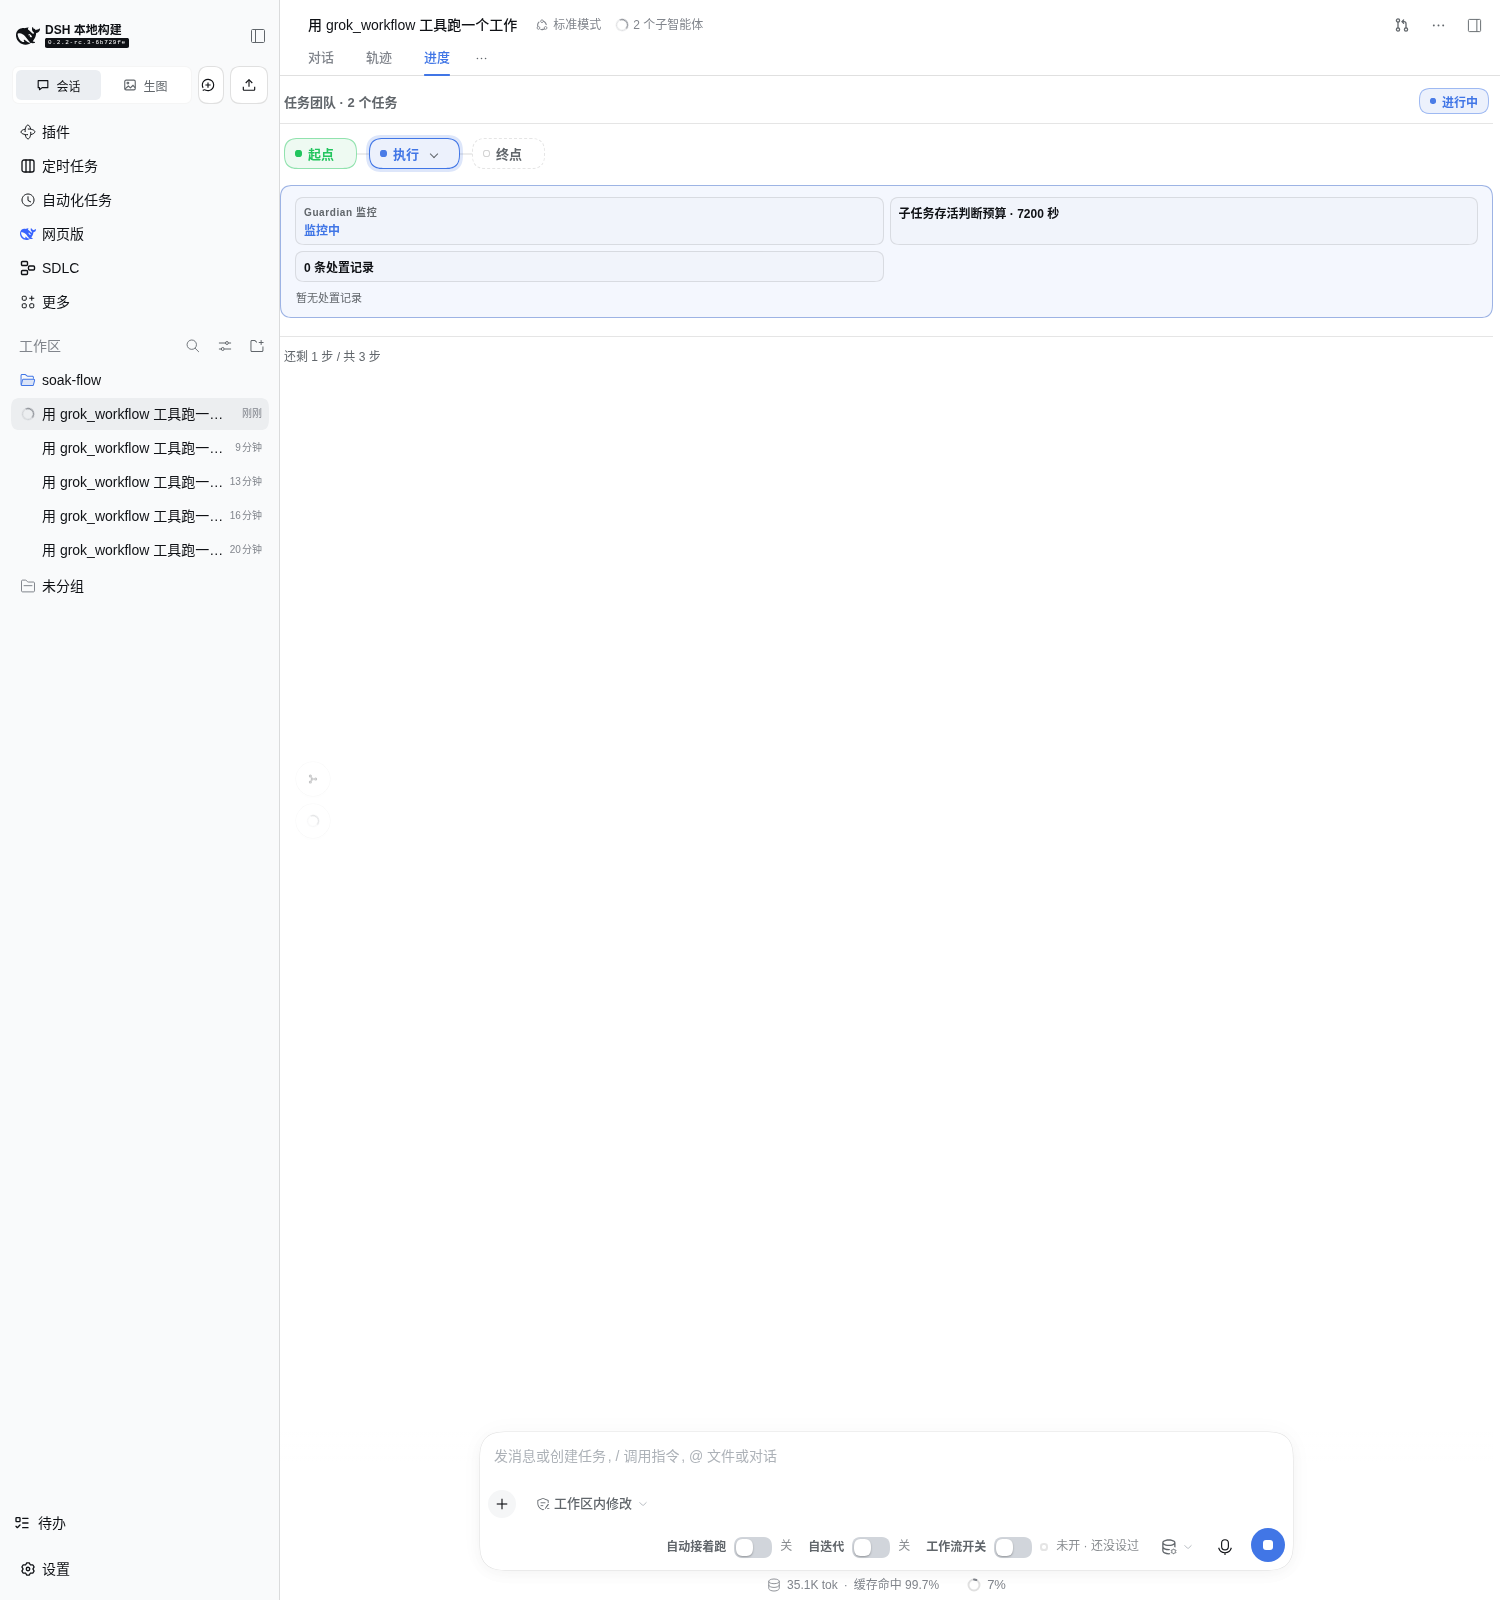 DSH 本地构建
0.2.2-rc.3-6b729fe
会话
生图
插件
定时任务
自动化任务
网页版
SDLC
更多
工作区
soak-flow
用 grok_workflow 工具跑一… 刚刚
用 grok_workflow 工具跑一… 9分钟
用 grok_workflow 工具跑一… 13分钟
用 grok_workflow 工具跑一… 16分钟
用 grok_workflow 工具跑一… 20分钟
未分组
待办
设置
用 grok_workflow 工具跑一个工作 标准模式 2 个子智能体
对话 轨迹 进度 ···
任务团队 · 2 个任务
进行中
起点
执行
终点
Guardian 监控
监控中
子任务存活判断预算 · 7200 秒
0 条处置记录
暂无处置记录
还剩 1 步 / 共 3 步
发消息或创建任务, / 调用指令, @ 文件或对话
工作区内修改
自动接着跑 关 自迭代 关 工作流开关 未开 · 还没设过
35.1K tok · 缓存命中 99.7% 7%